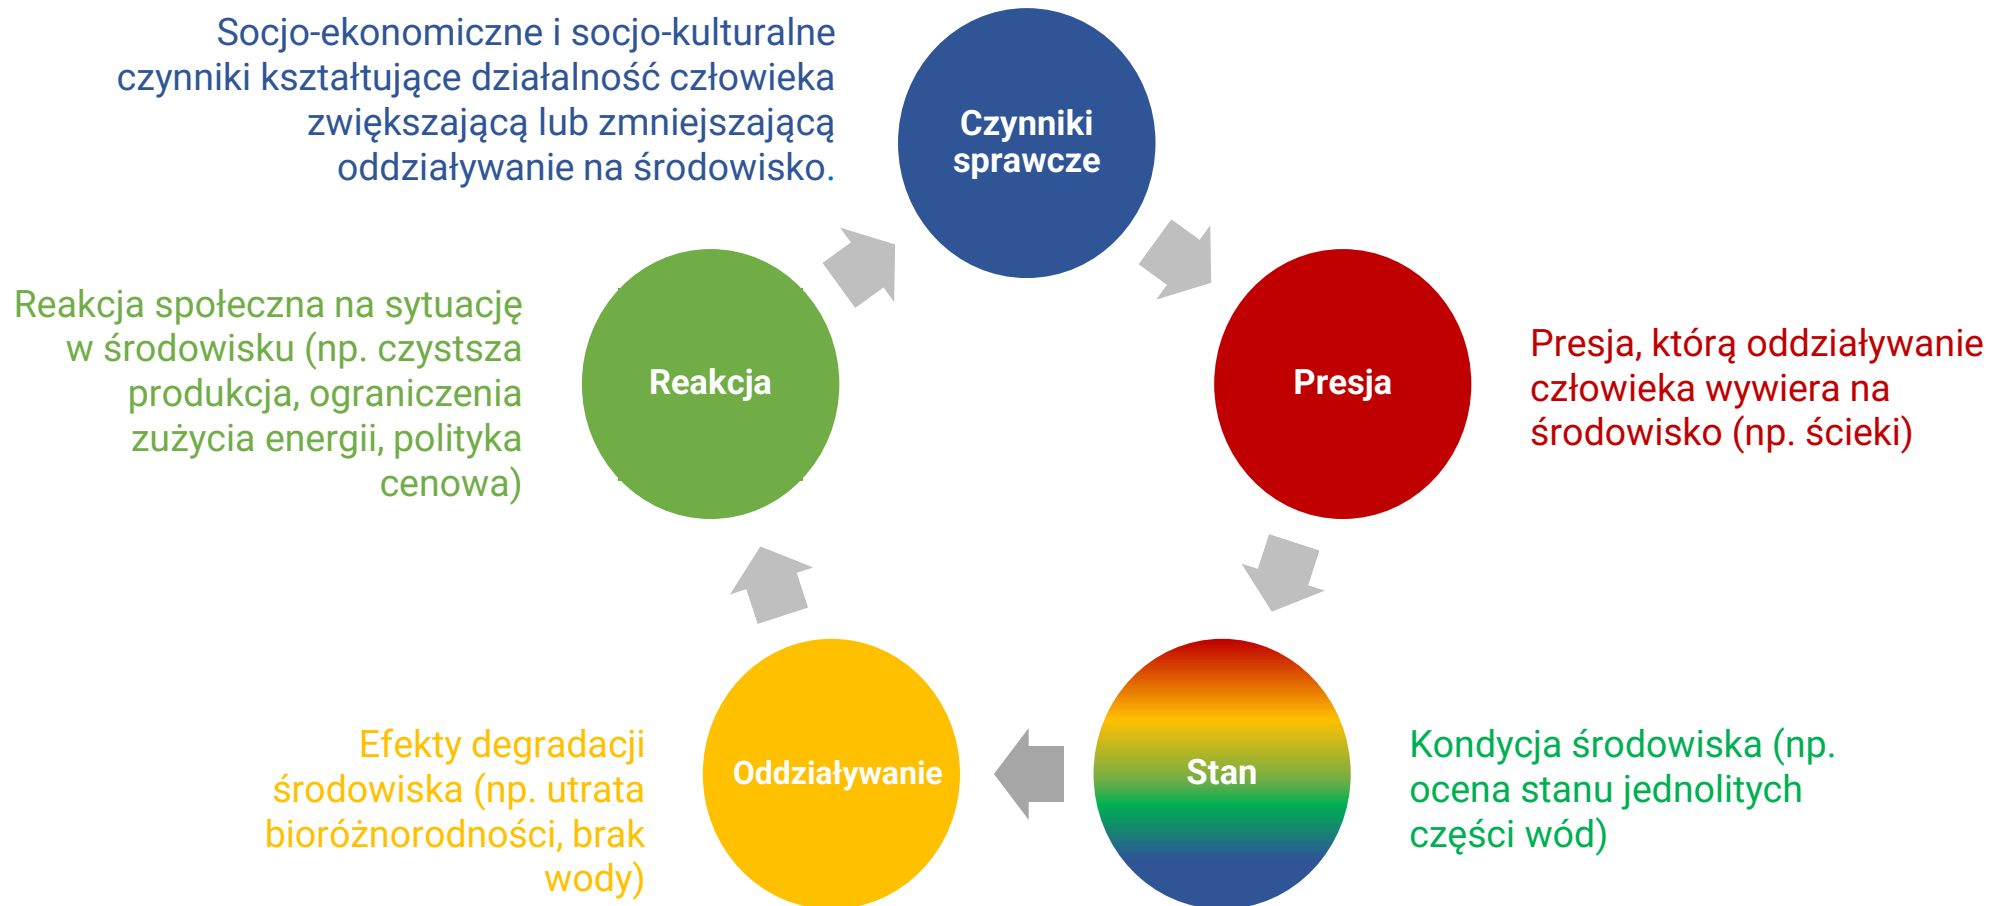 Socjo-ekonomiczne i socjo-kulturalne
czynniki kształtujące działalność człowieka
zwiększającą lub zmniejszającą
oddziaływanie na środowisko.
Czynniki
sprawcze
Reakcja społeczna na sytuację
w środowisku (np. czystsza
produkcja, ograniczenia
zużycia energii, polityka
cenowa)
Reakcja
Presja
Presja, którą oddziaływanie
człowieka wywiera na
środowisko (np. ścieki)
Efekty degradacji
środowiska (np. utrata
bioróżnorodności, brak
wody)
Oddziaływanie
Stan
Kondycja środowiska (np.
ocena stanu jednolitych
części wód)